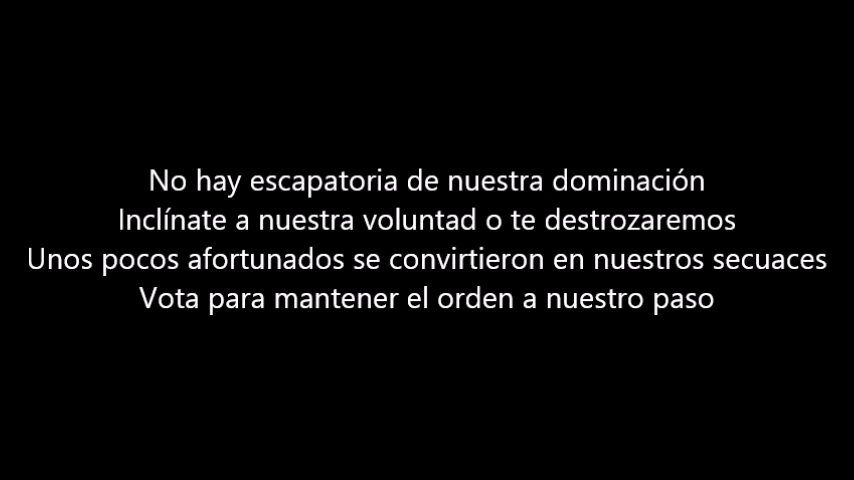 No hay escapatoria de nuestra dominación
Inclínate a nuestra voluntad o te destrozaremos
Unos pocos afortunados se convirtieron en nuestros secuaces
Vota para mantener el orden a nuestro paso